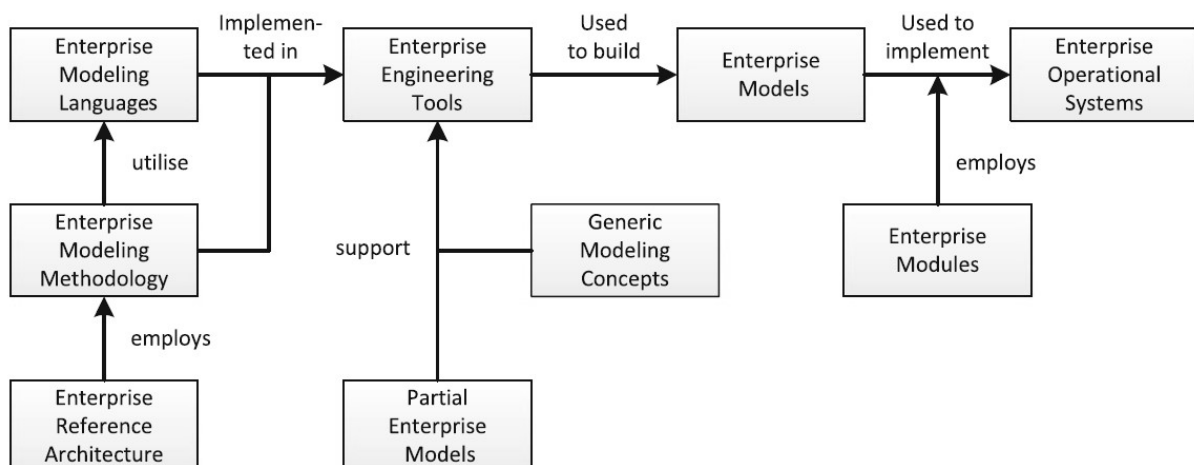 Enterprise
Modeling
Languages
Implemen-
ted in
Enterprise
Engineering
Tools
Used
to build
Enterprise
Models
Used to
implement
Enterprise
Operational
Systems
utilise
employs
Enterprise
Modeling
Methodology
support
Generic
Modeling
Concepts
Enterprise
Modules
employs
Enterprise
Reference
Architecture
Partial
Enterprise
Models